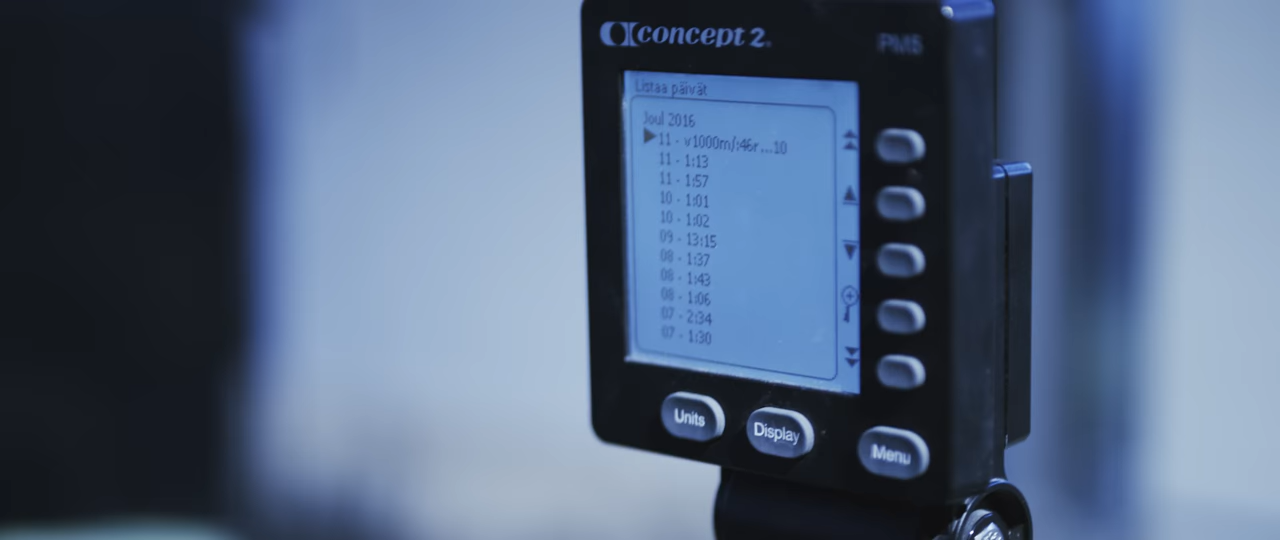 concept 2
PM5
Listaa päivät
Joul 2016
11 - v1000m/:46r...10
11 - 1:13
11 - 1:57
10 - 1:01
10 - 1:02
09 - 13:15
08 - 1:37
08 - 1:43
08 - 1:06
07 - 2:34
07 - 1:30
Units
Display
Menu